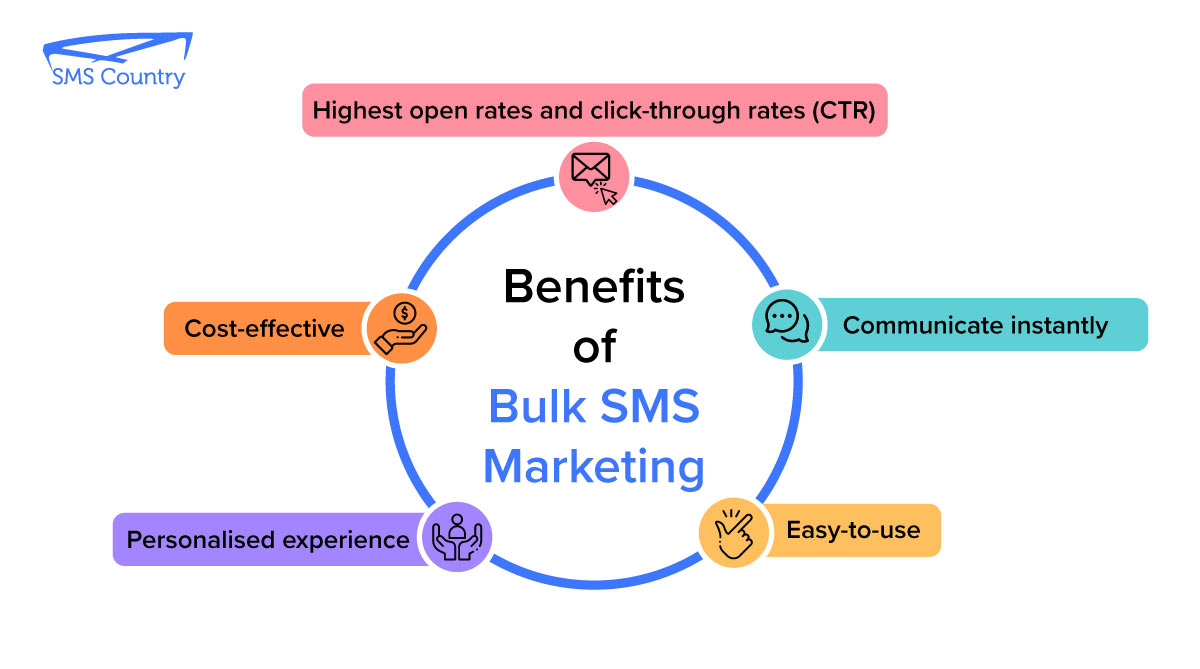 SMS Country
Highest open rates and click-through rates (CTR)
Benefits
of
Bulk SMS
Marketing
Communicate instantly
Easy-to-use
Personalised experience
Cost-effective
$